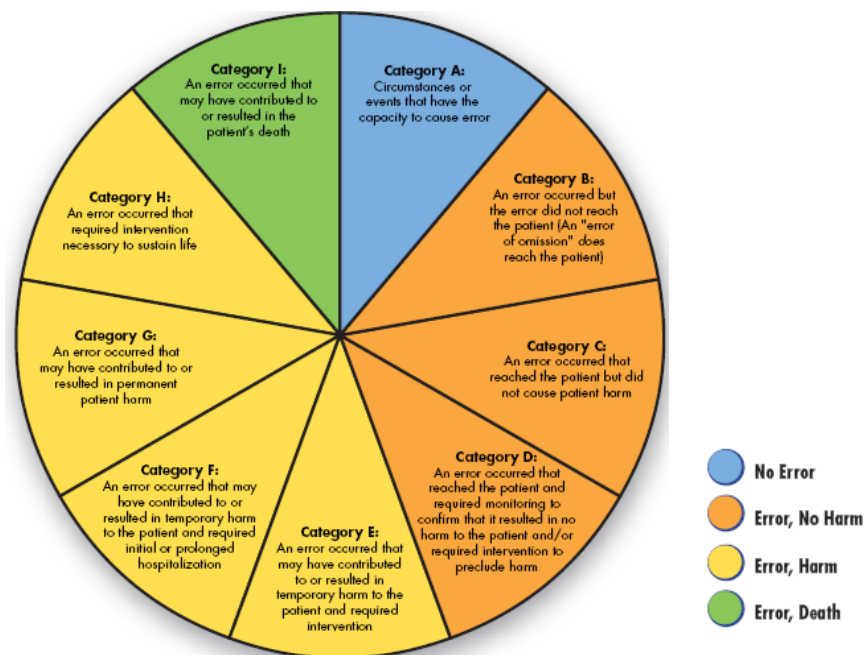 Category I:
An error occurred that
may have contributed to
or resulted in the
patient's death
Category A:
Circumstances or
events that have the
capacity to cause error
Category B:
An error occurred but
the error did not reach
the patient (An "error
of omission" does
reach the patient)
Category C:
An error occurred that
reached the patient but did
not cause patient harm
Category D:
An error occurred that
reached the patient and
required monitoring to
confirm that it resulted in no
harm to the patient and/or
required intervention to
preclude harm
Category E:
An error occurred that
may have contributed
to or resulted in
temporary harm to the
patient and required
intervention
Category F:
An error occurred that may
have contributed to or
resulted in temporary harm
to the patient and required
initial or prolonged
hospitalization
Category G:
An error occurred that
may have contributed to or
resulted in permanent
patient harm
Category H:
An error occurred that
required intervention
necessary to sustain life
No Error
Error, No Harm
Error, Harm
Error, Death